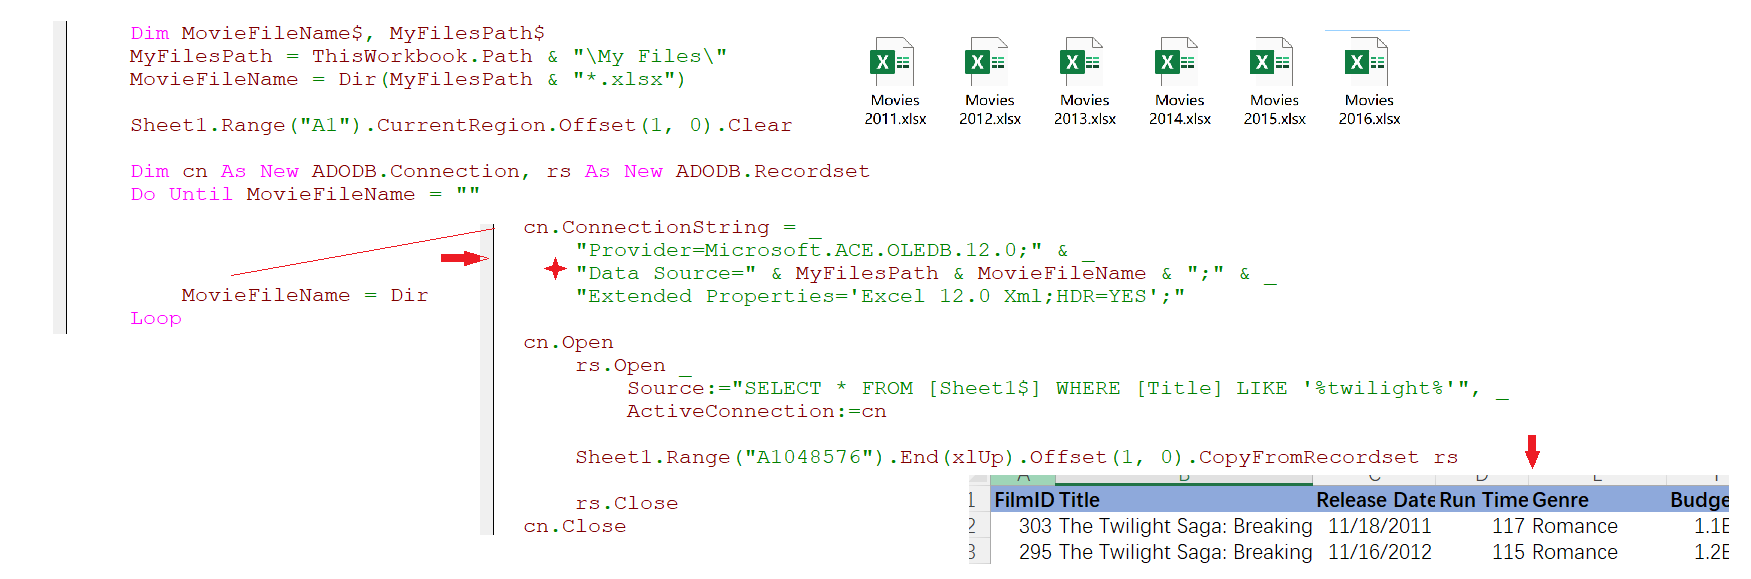 Dim MovieFileName$, MyFilesPath$
MyFilesPath = ThisWorkbook.Path & "\My Files\"
MovieFileName = Dir(MyFilesPath & "*.xlsx")
Sheet1.Range("A1").CurrentRegion.Offset(1, 0).Clear
Dim cn As New ADODB.Connection, rs As New ADODB.Recordset
Do Until MovieFileName = ""
MovieFileName = Dir
Loop
Movies 2011.xlsx
Movies 2012.xlsx
Movies 2013.xlsx
Movies 2014.xlsx
Movies 2015.xlsx
Movies 2016.xlsx
cn.ConnectionString = _
"Provider=Microsoft.ACE.OLEDB.12.0;" & _
"Data Source=" & MyFilesPath & MovieFileName & ";" & _
"Extended Properties='Excel 12.0 Xml;HDR=YES';"
cn.Open
rs.Open _
Source:="SELECT * FROM [Sheet1$] WHERE [Title] LIKE '%twilight%'", _
ActiveConnection:=cn
Sheet1.Range("A1048576").End(xlUp).Offset(1, 0).CopyFromRecordset rs
rs.Close
cn.Close
1 FilmID Title Release Date Run Time Genre Budge
2 303 The Twilight Saga: Breaking 11/18/2011 117 Romance 1.1E
3 295 The Twilight Saga: Breaking 11/16/2012 115 Romance 1.2E